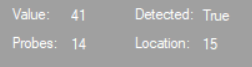 Value: 41 Detected: True
Probes: 14 Location: 15